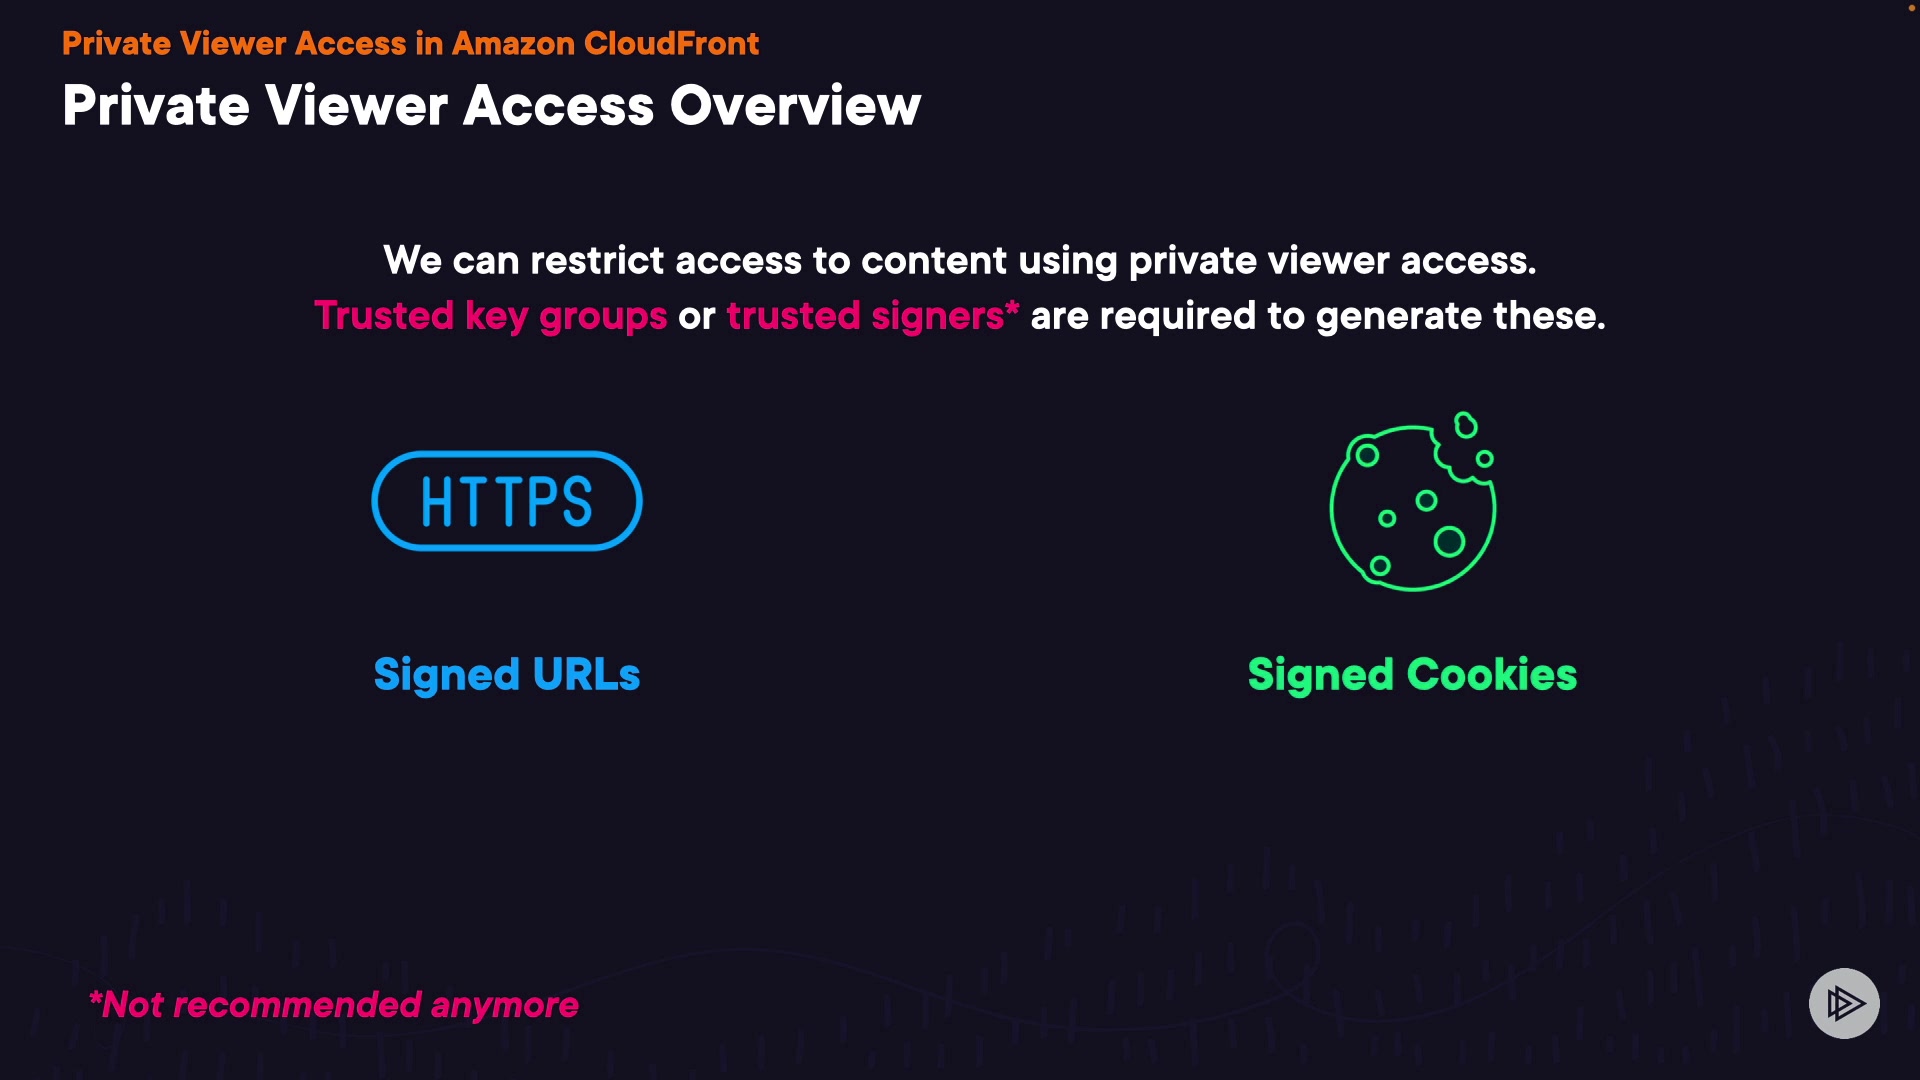 Private Viewer Access in Amazon CloudFront
Private Viewer Access Overview
We can restrict access to content using private viewer access.
Trusted key groups or trusted signers* are required to generate these.
HTTPS
Signed URLs
Signed Cookies
*Not recommended anymore